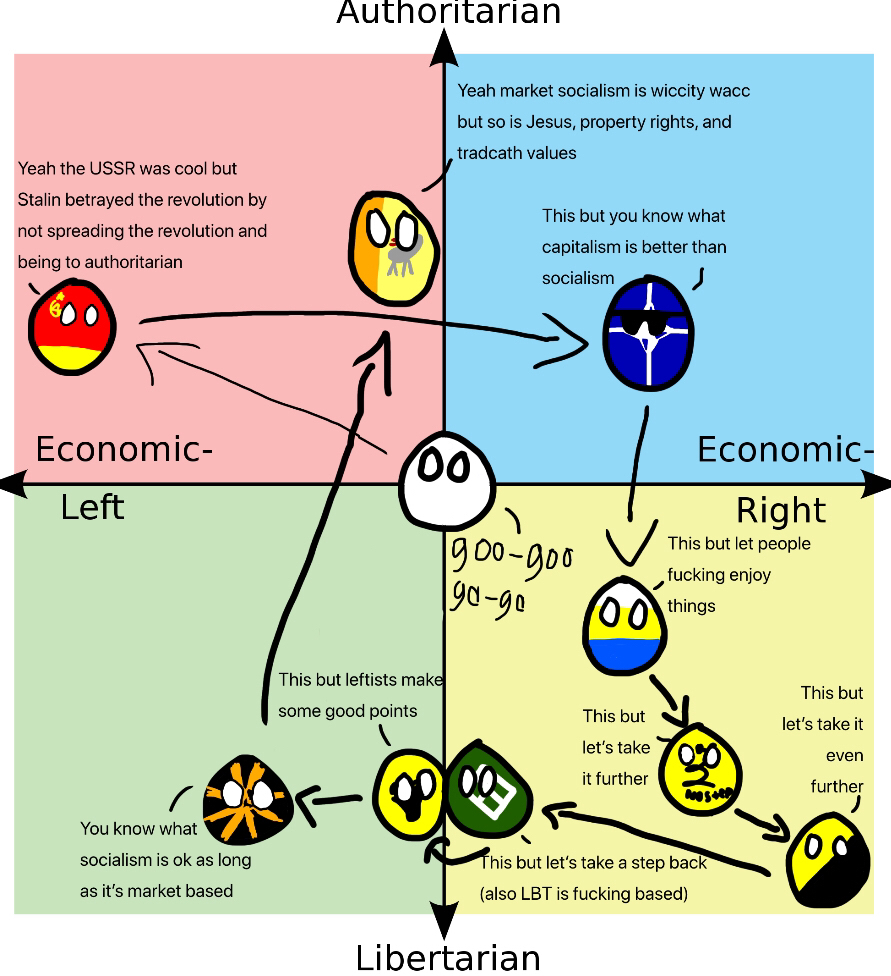 Authoritarian
Yeah market socialism is wiccity wacc
but so is Jesus, property rights, and
tradcath values
Yeah the USSR was cool but
Stalin betrayed the revolution by
not spreading the revolution and
being to authoritarian
This but you know what
capitalism is better than
socialism
Economic-
Left
Economic-
Right
goo-goo
ga-ga
This but let people
fucking enjoy
things
This but leftists make
some good points
This but
let's take
it further
This but
let's take it
even
further
NO STEP
You know what
socialism is ok as long
as it's market based
This but let's take a step back
(also LBT is fucking based)
Libertarian